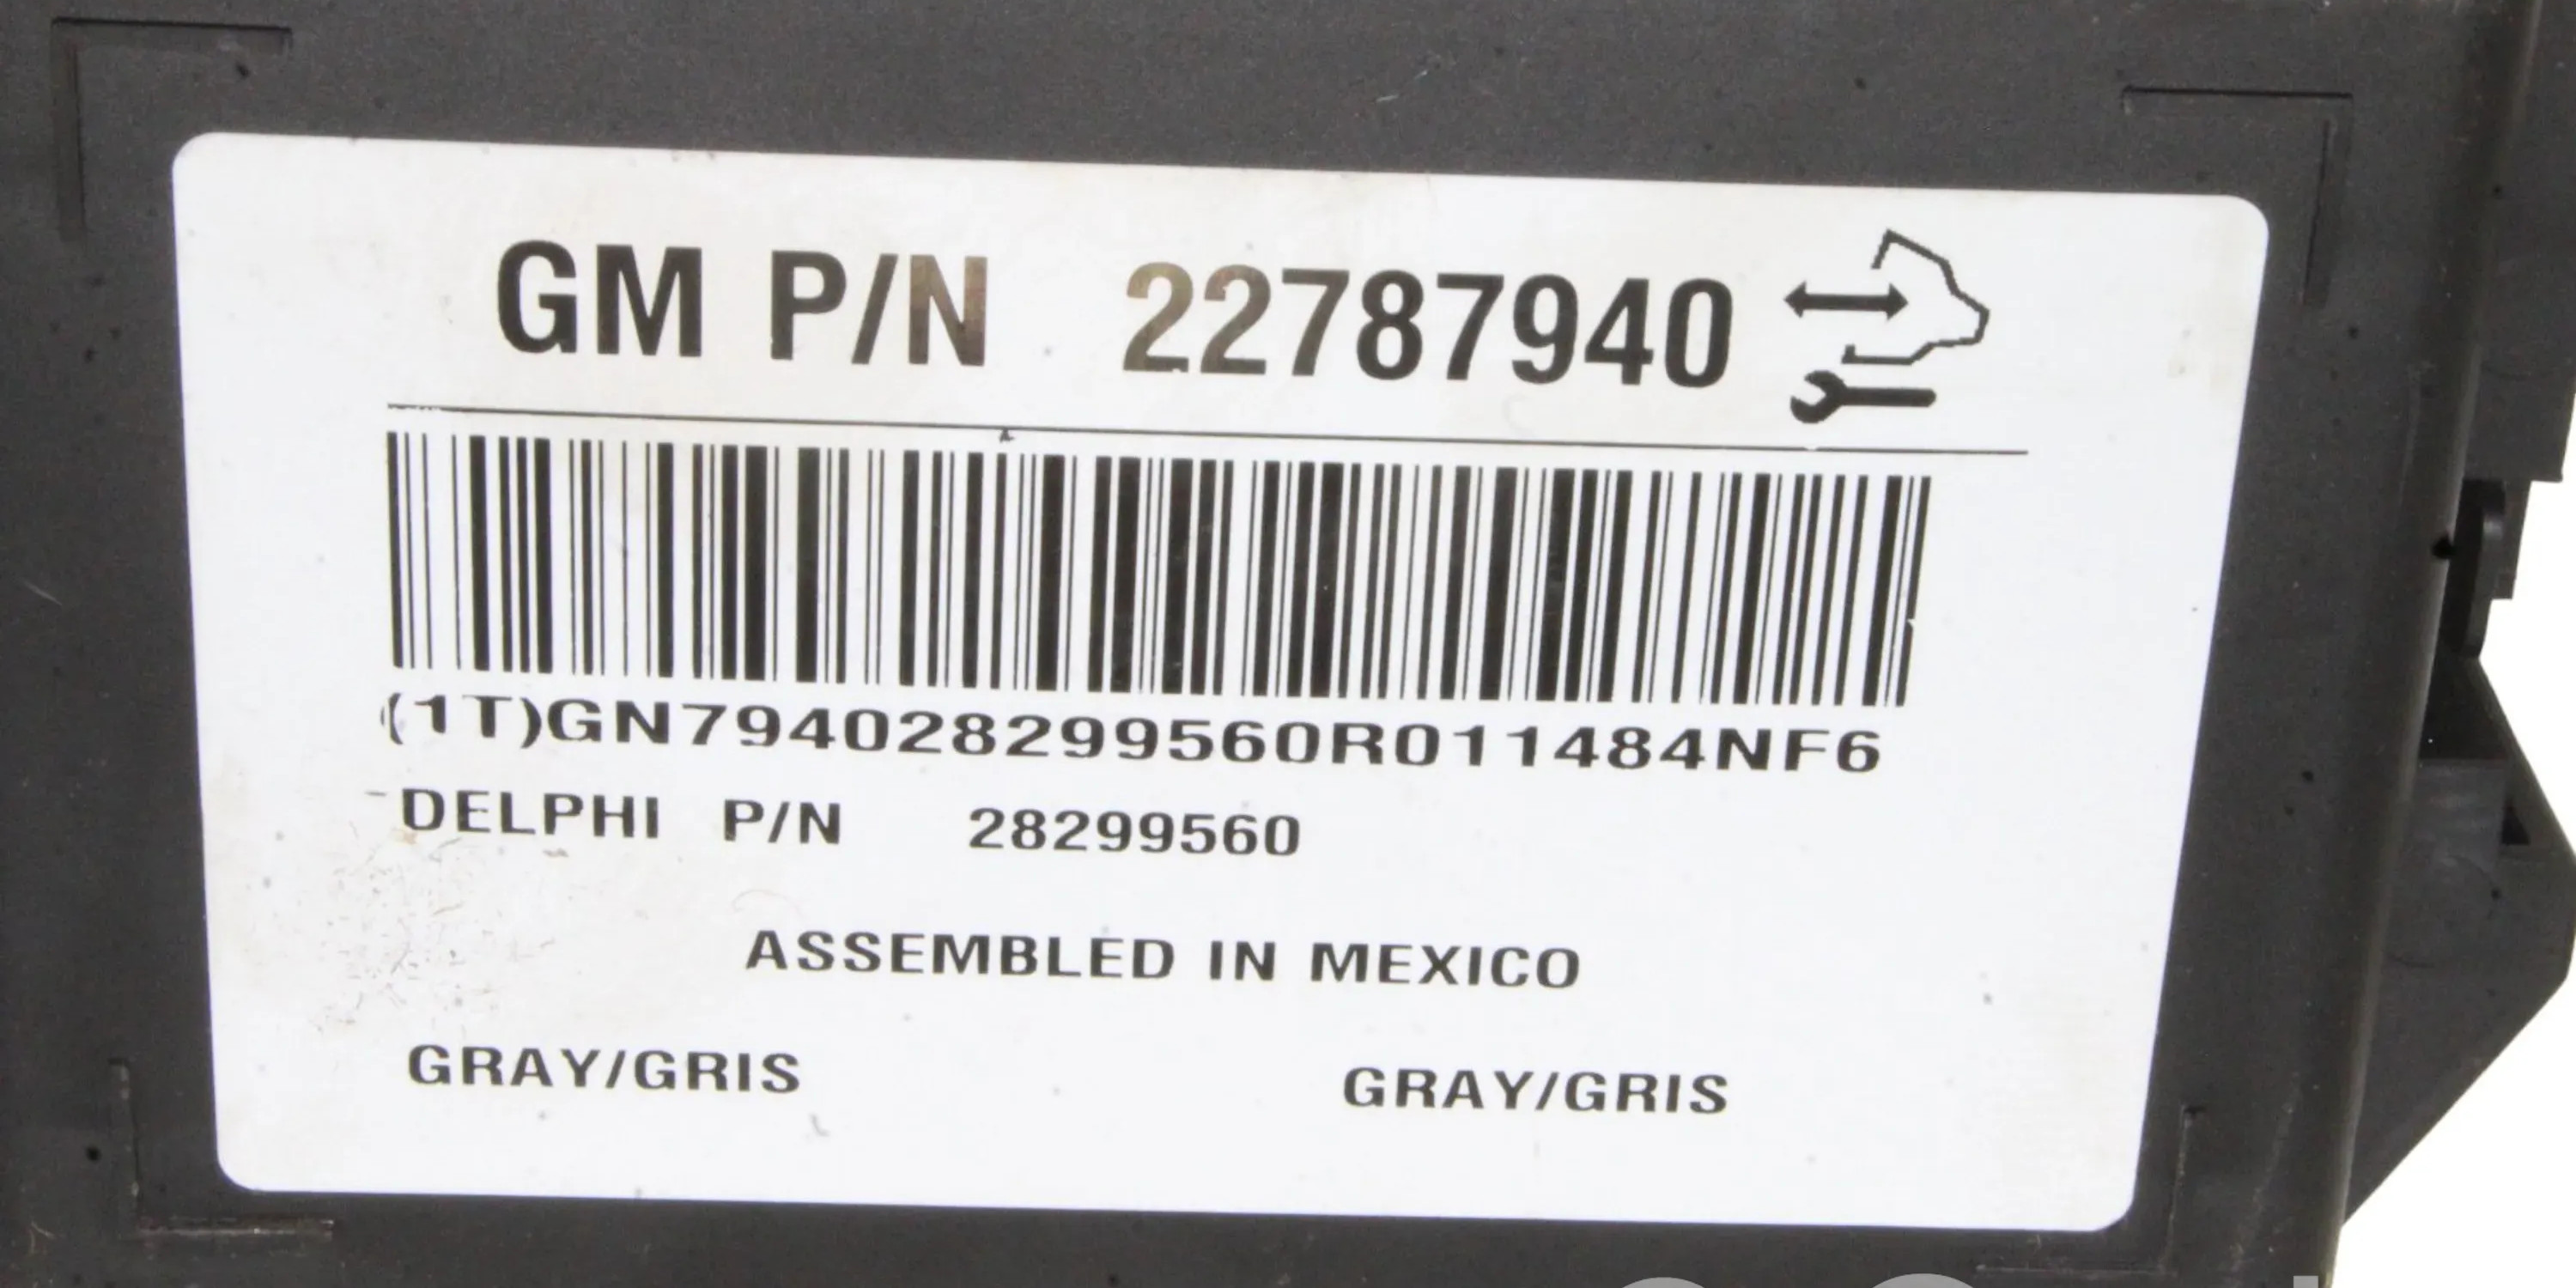 GM P/N 22787940
(1T)GN794028299560R011484NF6
DELPHI P/N 28299560
ASSEMBLED IN MEXICO
GRAY/GRIS GRAY/GRIS